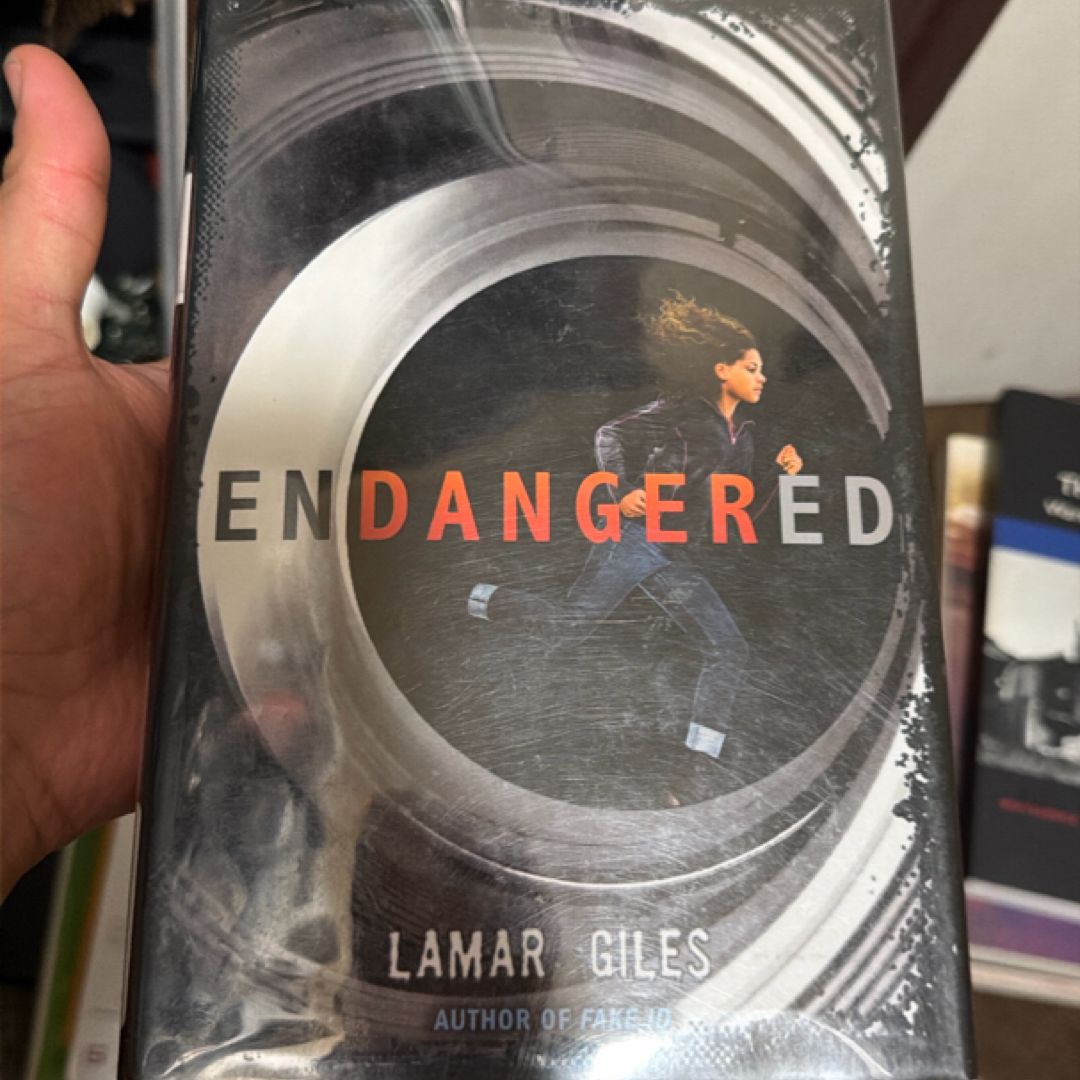 ENDANGERED
LAMAR GILES
AUTHOR OF FAKE ID